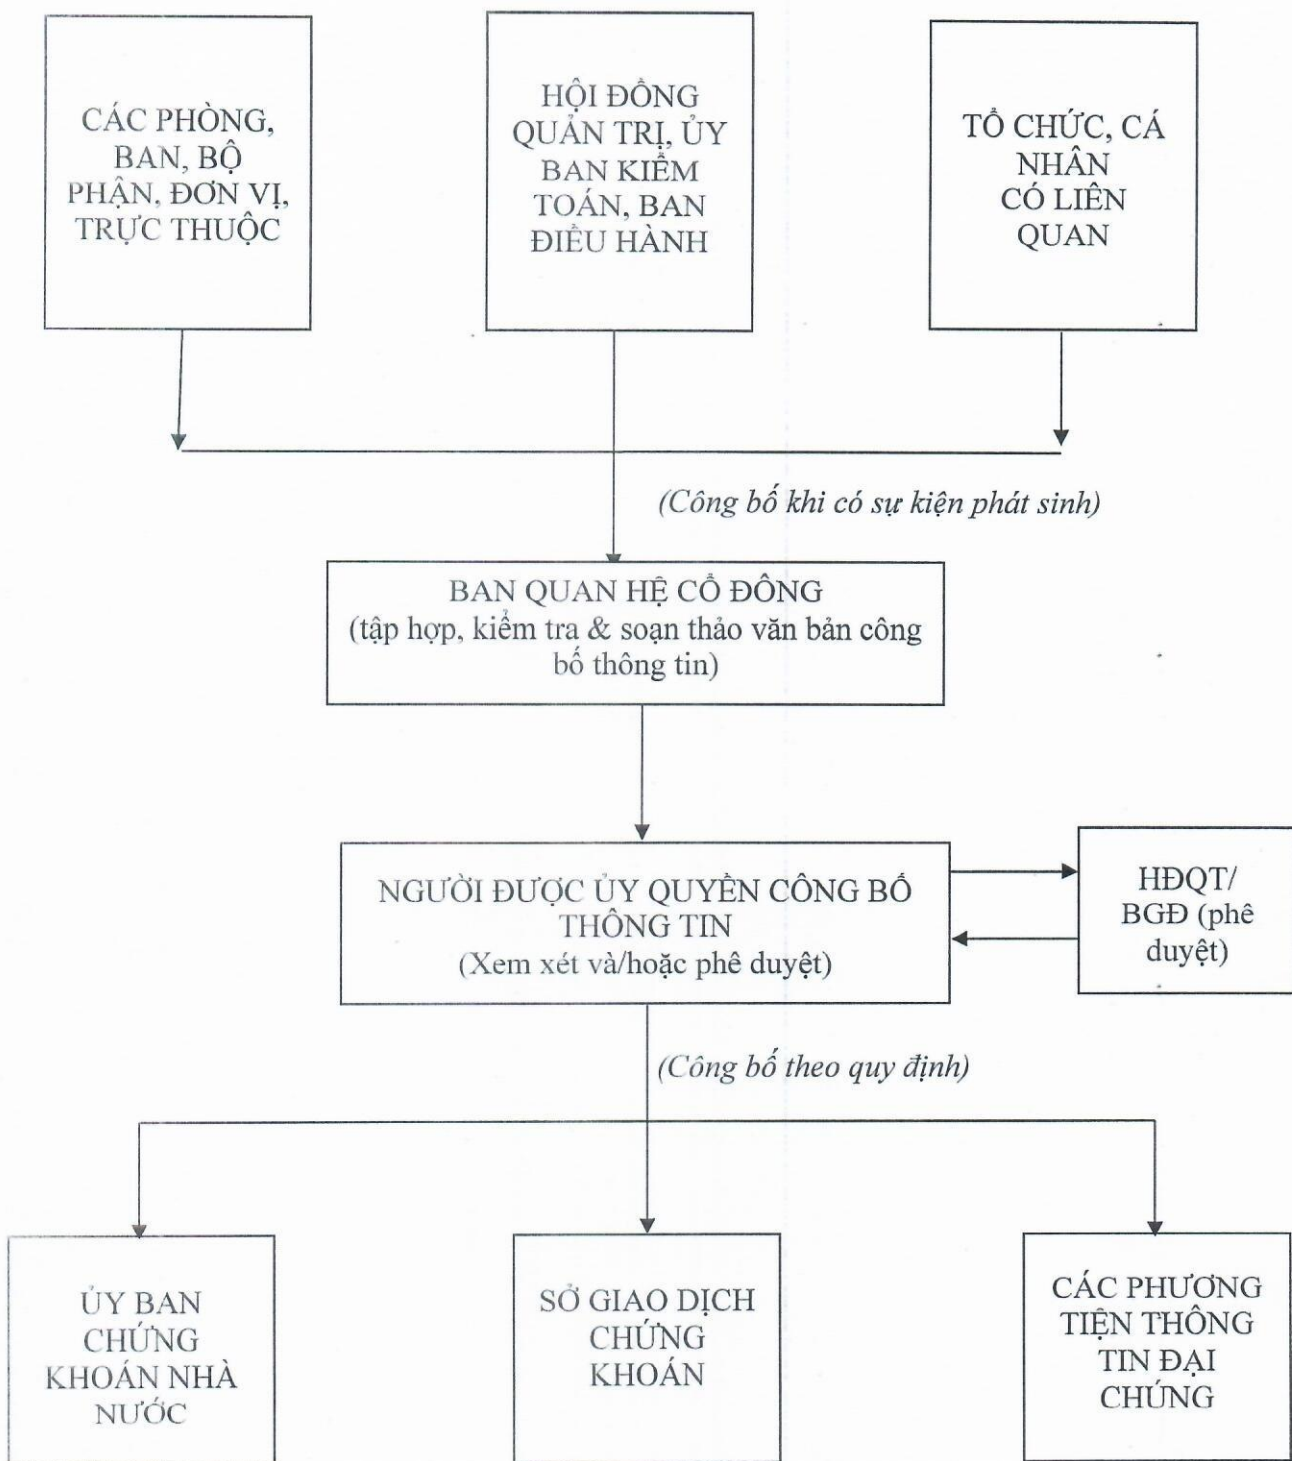 CÁC PHÒNG,
BAN, BỘ
PHẬN, ĐƠN VỊ,
TRỰC THUỘC
HỘI ĐỒNG
QUẢN TRỊ, ỦY
BAN KIỂM
TOÁN, BAN
ĐIỀU HÀNH
TỔ CHỨC, CÁ
NHÂN
CÓ LIÊN
QUAN
(Công bố khi có sự kiện phát sinh)
BAN QUAN HỆ CỔ ĐÔNG
(tập hợp, kiểm tra & soạn thảo văn bản công
bố thông tin)
NGƯỜI ĐƯỢC ỦY QUYỀN CÔNG BỐ
THÔNG TIN
(Xem xét và/hoặc phê duyệt)
HĐQT/
BGĐ (phê
duyệt)
(Công bố theo quy định)
ỦY BAN
CHỨNG
KHOÁN NHÀ
NƯỚC
SỞ GIAO DỊCH
CHỨNG
KHOÁN
CÁC PHƯƠNG
TIỆN THÔNG
TIN ĐẠI
CHỨNG